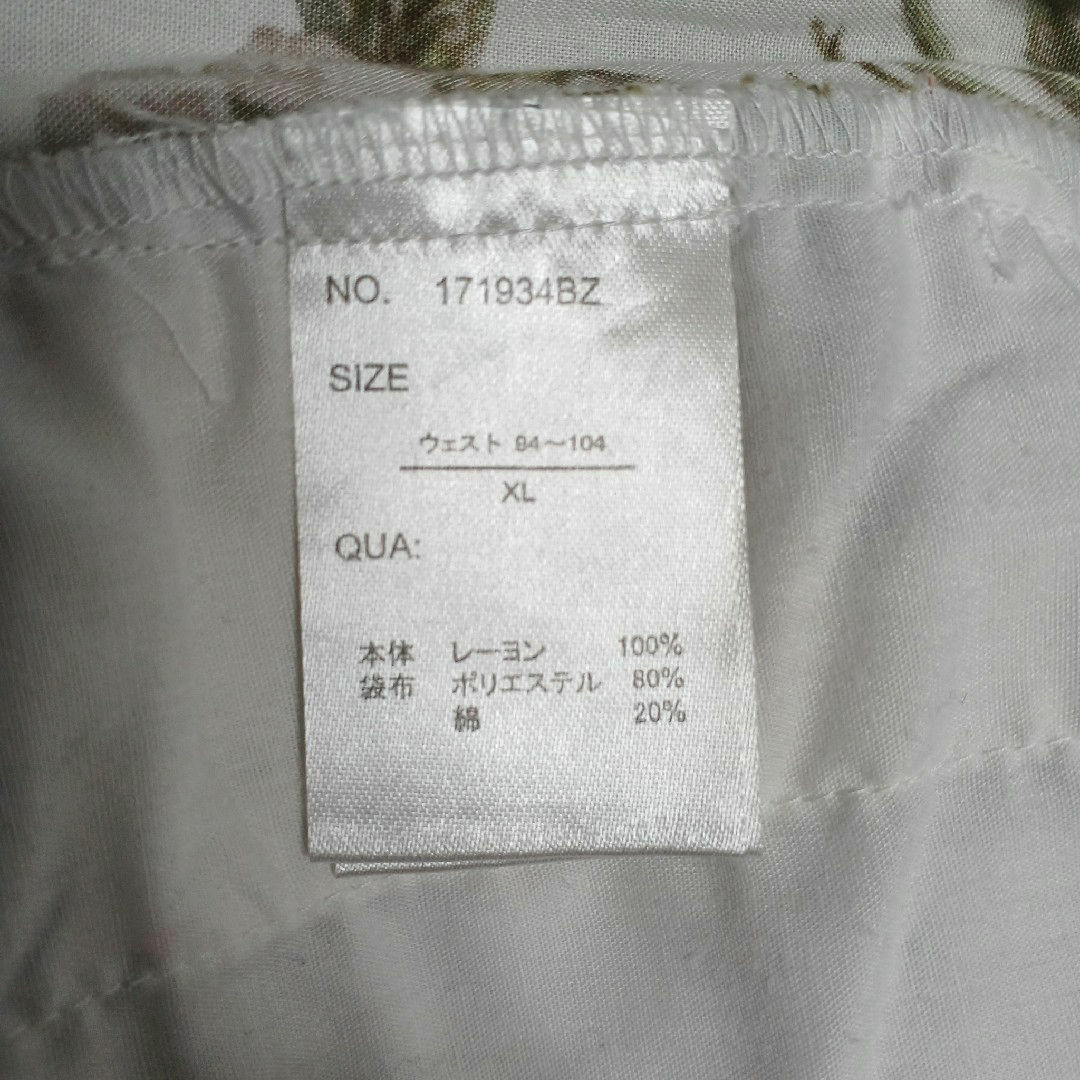 NO. 171934BZ
SIZE
ウェスト 94～104
XL
QUA:
本体 レーヨン 100%
袋布 ポリエステル 80%
綿 20%